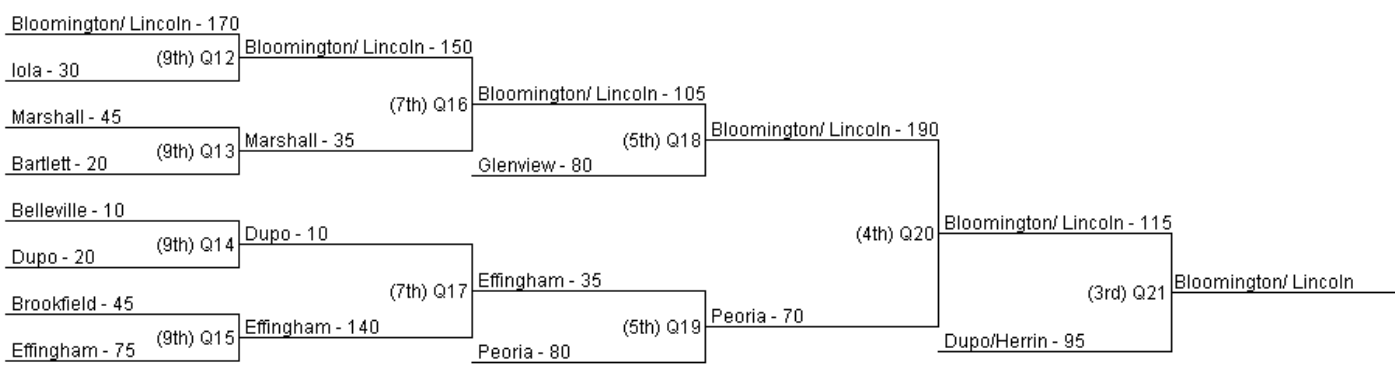 Bloomington/ Lincoln - 170
(9th) Q12
Iola - 30
Marshall - 45
(9th) Q13
Bartlett - 20
Belleville - 10
(9th) Q14
Dupo - 20
Brookfield - 45
(9th) Q15
Effingham - 75
Bloomington/ Lincoln - 150
(7th) Q16
Marshall - 35
Dupo - 10
(7th) Q17
Effingham - 140
Bloomington/ Lincoln - 105
(5th) Q18
Glenview - 80
Effingham - 35
(5th) Q19
Peoria - 80
Bloomington/ Lincoln - 190
(4th) Q20
Peoria - 70
Bloomington/ Lincoln - 115
(3rd) Q21
Dupo/Herrin - 95
Bloomington/ Lincoln